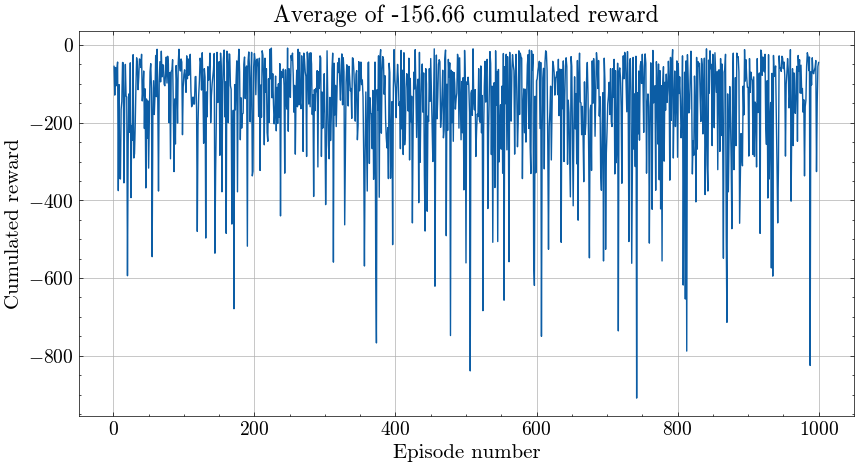 Average of -156.66 cumulated reward
0
−200
−400
−600
−800
Cumulated reward
0 200 400 600 800 1000
Episode number